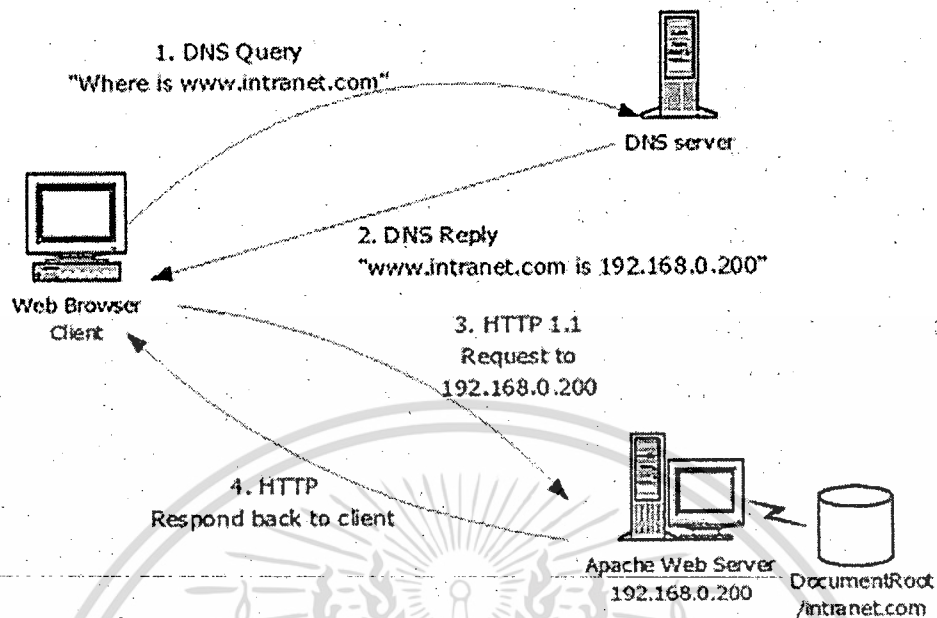 1. DNS Query
"Where is www.intranet.com"
DNS server
2. DNS Reply
"www.intranet.com is 192.168.0.200"
Web Browser
Client
3. HTTP 1.1
Request to
192.168.0.200
4. HTTP
Respond back to client
Apache Web Server
192.168.0.200
DocumentRoot
/intranet.com